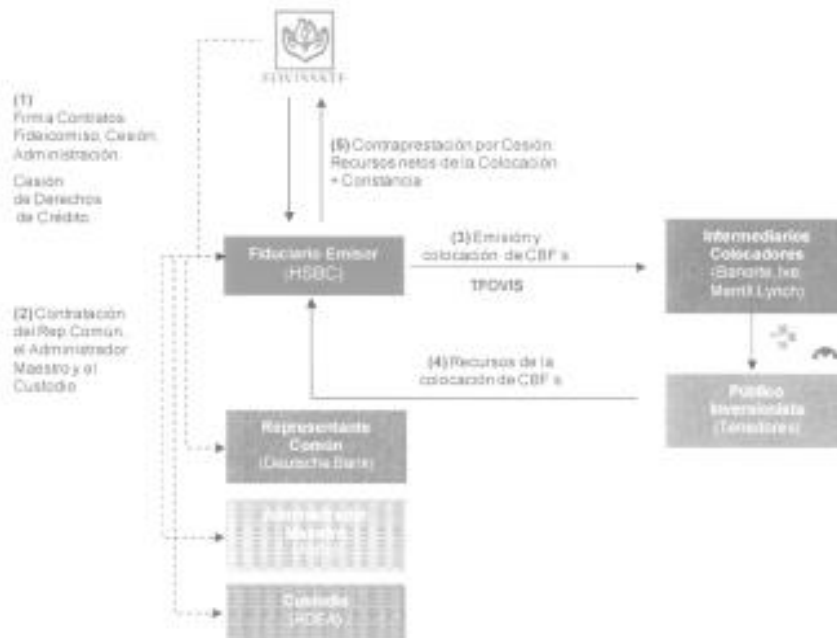 FOVISSSTE
(1)
Firma Contratos
Fideicomiso, Cesión,
Administración
Cesión
de Derechos
de Crédito
(5) Contraprestación por Cesión
Recursos netos de la Colocación
+ Constancia
Fiduciario Emisor
(HSBC)
(3) Emisión y
colocación de CBF s
TFOVIS
Intermediarios
Colocadores
(Banorte, Ixe,
Merrill Lynch)
(2) Contratación
del Rep Común
el Administrador
Maestro y el
Custodio
(4) Recursos de la
colocación de CBF s
Público
Inversionista
(Tenedores)
Representante
Común
(Deutsche Bank)
Administrador
Maestro
Custodio